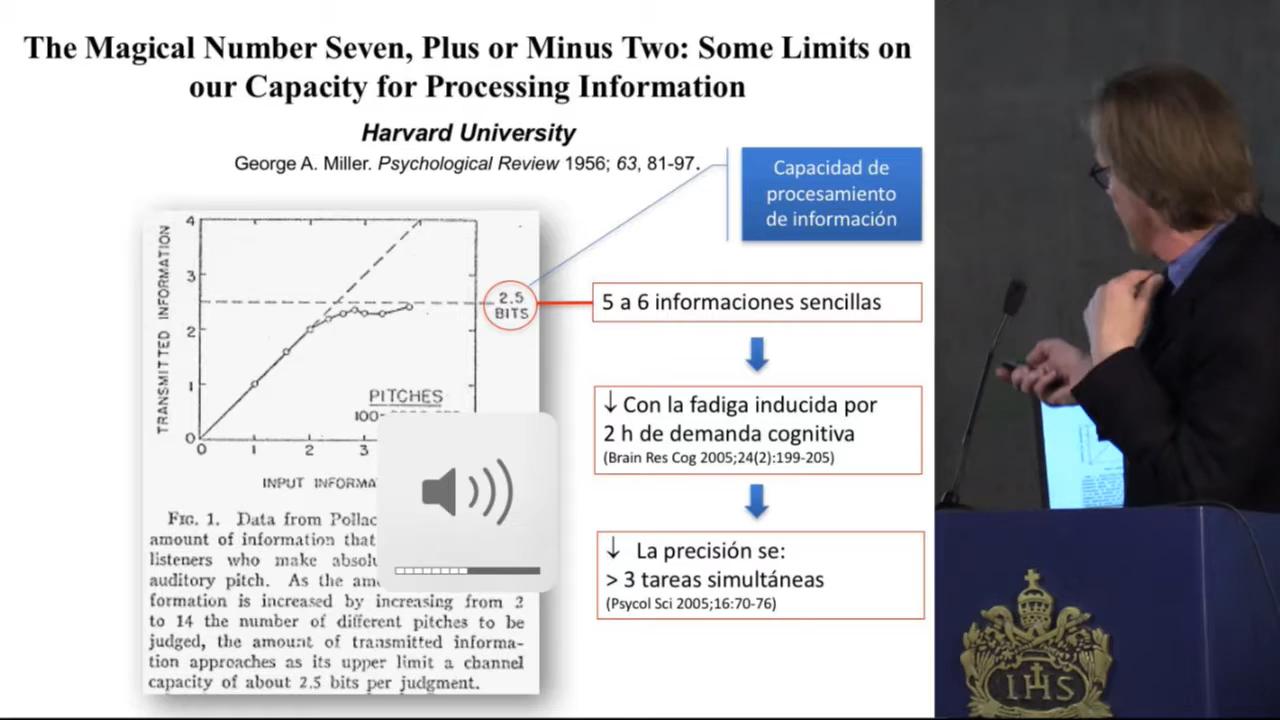 The Magical Number Seven, Plus or Minus Two: Some Limits on
our Capacity for Processing Information
Harvard University
George A. Miller. Psychological Review 1956; 63, 81-97.
Capacidad de
procesamiento
de información
4
3
2
1
0
0
1
2
3
TRANSMITTED INFORMATION
2.5
BITS
PITCHES
100-
INPUT INFORMA
FIG. 1. Data from Pollac
amount of information that
listeners who make absolu
auditory pitch. As the am
formation is increased by increasing from 2
to 14 the number of different pitches to be
judged, the amount of transmitted informa-
tion approaches as its upper limit a channel
capacity of about 2.5 bits per judgment.
5 a 6 informaciones sencillas
↓ Con la fadiga inducida por
2 h de demanda cognitiva
(Brain Res Cog 2005;24(2):199-205)
↓ La precisión se:
> 3 tareas simultáneas
(Psycol Sci 2005;16:70-76)
IHS